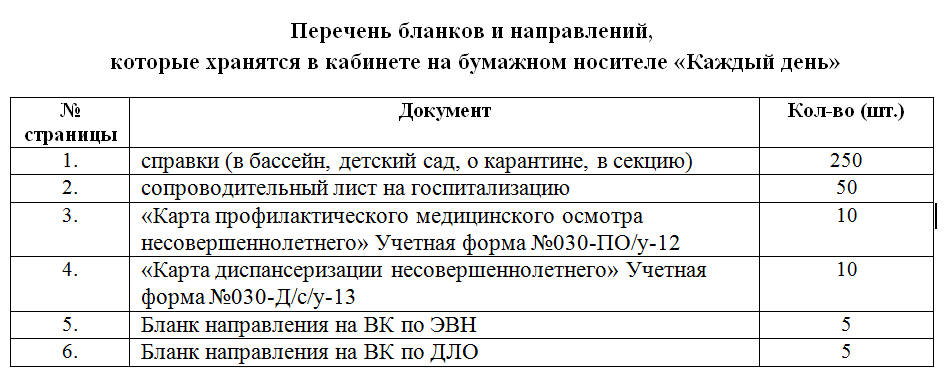 Перечень бланков и направлений,
которые хранятся в кабинете на бумажном носителе «Каждый день»
№ Документ Кол-во (шт.)
страницы
1. справки (в бассейн, детский сад, о карантине, в секцию) 250
2. сопроводительный лист на госпитализацию 50
3. «Карта профилактического медицинского осмотра 10
несовершеннолетнего» Учетная форма №030-ПО/у-12
4. «Карта диспансеризации несовершеннолетнего» Учетная 10
форма №030-Д/с/у-13
5. Бланк направления на ВК по ЭВН 5
6. Бланк направления на ВК по ДЛО 5